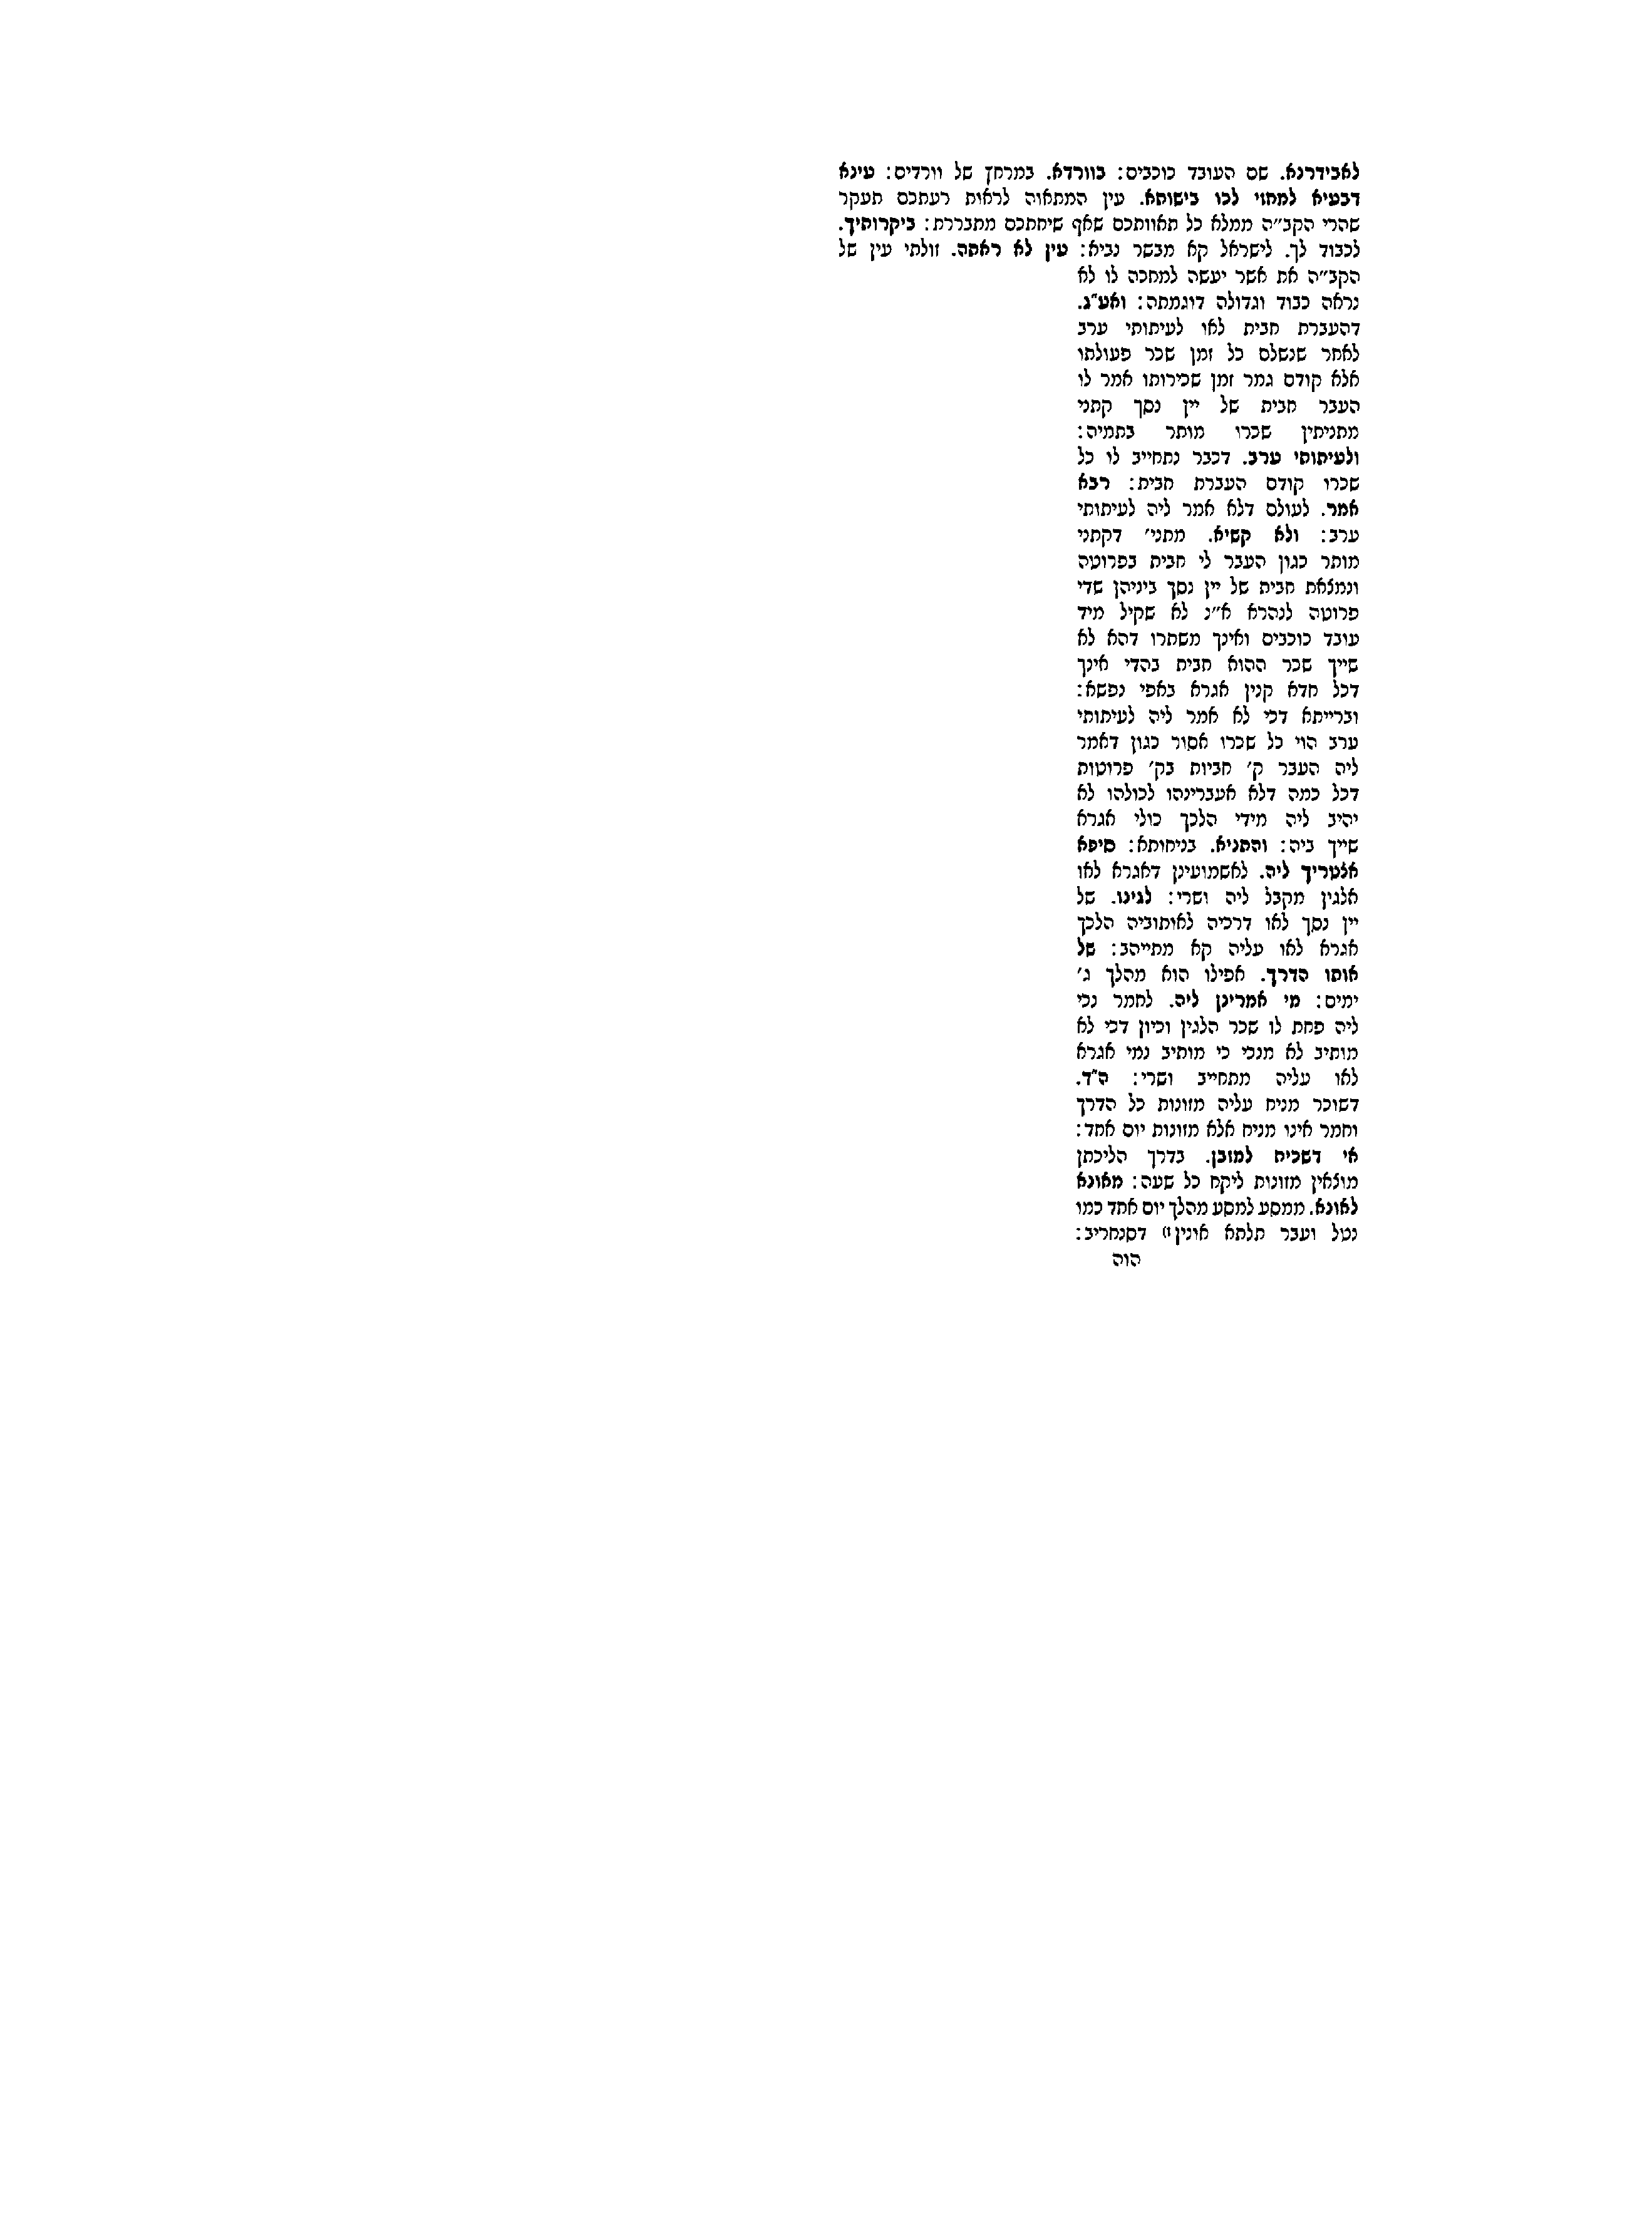 לאבידרנא. שם העובד כוכבים: בוורדא. במרחץ של וורדים: עינא
דבעיא למחזי לכו בישותא. עין המתאוה לראות רעתכם תעקר
שהרי הקב״ה ממלא כל תאוותכם שאף שיחתכם מתבררת: ביקרותיך.
לכבוד לך. לישראל קא מבשר נביא: עין לא ראתה. זולתי עין של
הקב״ה את אשר יעשה למחכה לו לא
נראה כבוד וגדולה דוגמתה: ואע״ג.
דהעברת חבית לאו לעיתותי ערב
לאחר שנשלם כל זמן שכר פעולתו
אלא קודם גמר זמן שכירותו אמר לו
העבר חבית של יין נסך קתני
מתניתין שכרו מותר בתמיה:
ולעיתותי ערב. דכבר נתחייב לו כל
שכרו קודם העברת חבית: רבא
אמר. לעולם דלא אמר ליה לעיתותי
ערב: ולא קשיא. מתני׳ דקתני
מותר כגון העבר לי חבית בפרוטה
ונמצאת חבית של יין נסך ביניהן שדי
פרוטה לנהרא א״נ לא שקיל מיד
עובד כוכבים ואינך משתרו דהא לא
שייך שכר ההוא חבית בהדי אינך
דכל חדא קנין אגרא באפי נפשא:
וברייתא דכי לא אמר ליה לעיתותי
ערב הוי כל שכרו אסור כגון דאמר
ליה העבר ק׳ חביות בק׳ פרוטות
דכל כמה דלא אעברינהו לכולהו לא
יהיב ליה מידי הלכך כולי אגרא
שייך ביה: והתניא. בניחותא: סיפא
אצטריך ליה. לאשמועינן דאגרא לאו
אלגין מקבל ליה ושרי: לגינו. של
יין נסך לאו דרכיה לאותוביה הלכך
אגרא לאו עליה קא מתייהב: של
אותו הדרך. אפילו הוא מהלך ג׳
ימים: מי אמרינן ליה. לחמר נכי
ליה פחת לו שכר הלגין וכיון דכי לא
מותיב לא מנכי כי מותיב נמי אגרא
לאו עליה מתחייב ושרי: ה״ד.
דשוכר מניח עליה מזונות כל הדרך
וחמר אינו מניח אלא מזונות יום אחד:
אי דשכיח למזבן. בדרך הליכתן
מוצאין מזונות ליקח כל שעה: מאונא
לאונא. ממסע למסע מהלך יום אחד כמו
נטל ועבר תלתא אונין ז) דסנחריב:
הוה